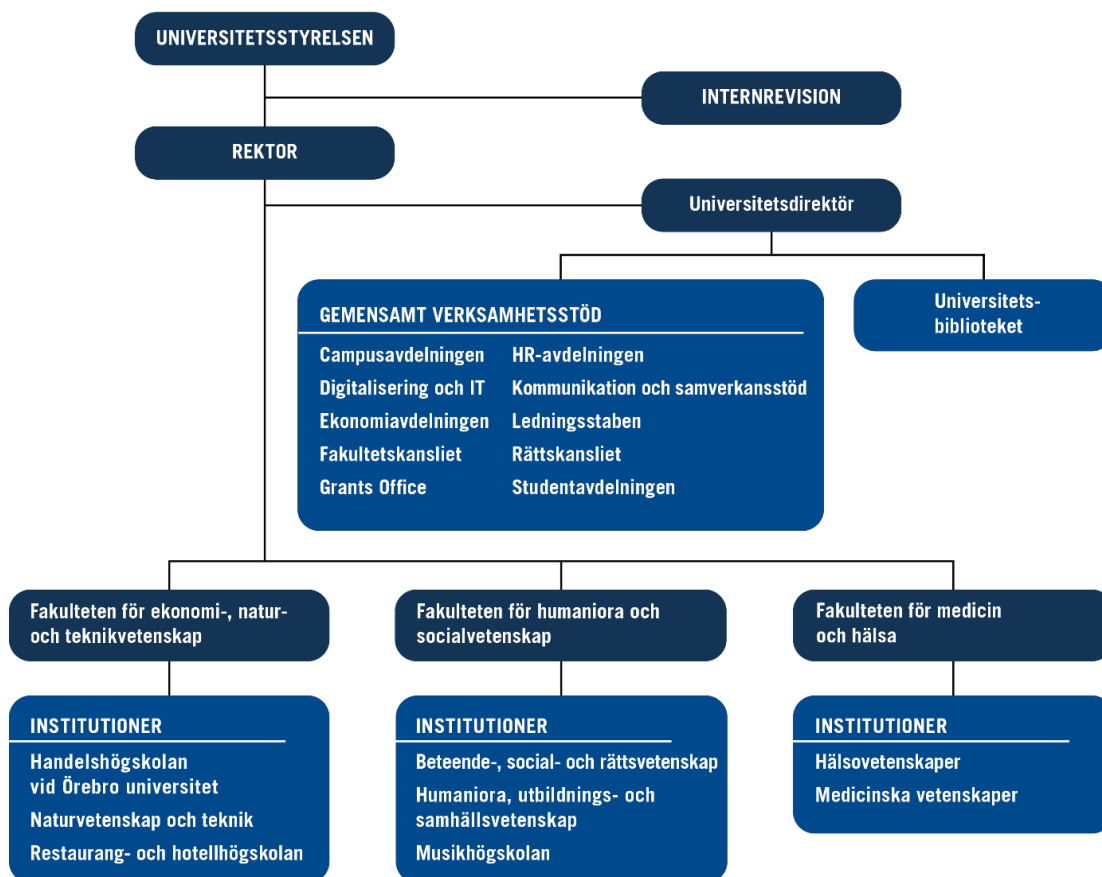 UNIVERSITETSSTYRELSEN
INTERNREVISION
REKTOR
Universitetsdirektör
GEMENSAMT VERKSAMHETSSTÖD
Campusavdelningen
Digitalisering och IT
Ekonomiavdelningen
Fakultetskansliet
Grants Office
HR-avdelningen
Kommunikation och samverkansstöd
Ledningsstaben
Rättskansliet
Studentavdelningen
Universitets-
biblioteket
Fakulteten för ekonomi-, natur-
och teknikvetenskap
INSTITUTIONER
Handelshögskolan
vid Örebro universitet
Naturvetenskap och teknik
Restaurang- och hotellhögskolan
Fakulteten för humaniora och
socialvetenskap
INSTITUTIONER
Beteende-, social- och rättsvetenskap
Humaniora, utbildnings- och
samhällsvetenskap
Musikhögskolan
Fakulteten för medicin
och hälsa
INSTITUTIONER
Hälsovetenskaper
Medicinska vetenskaper